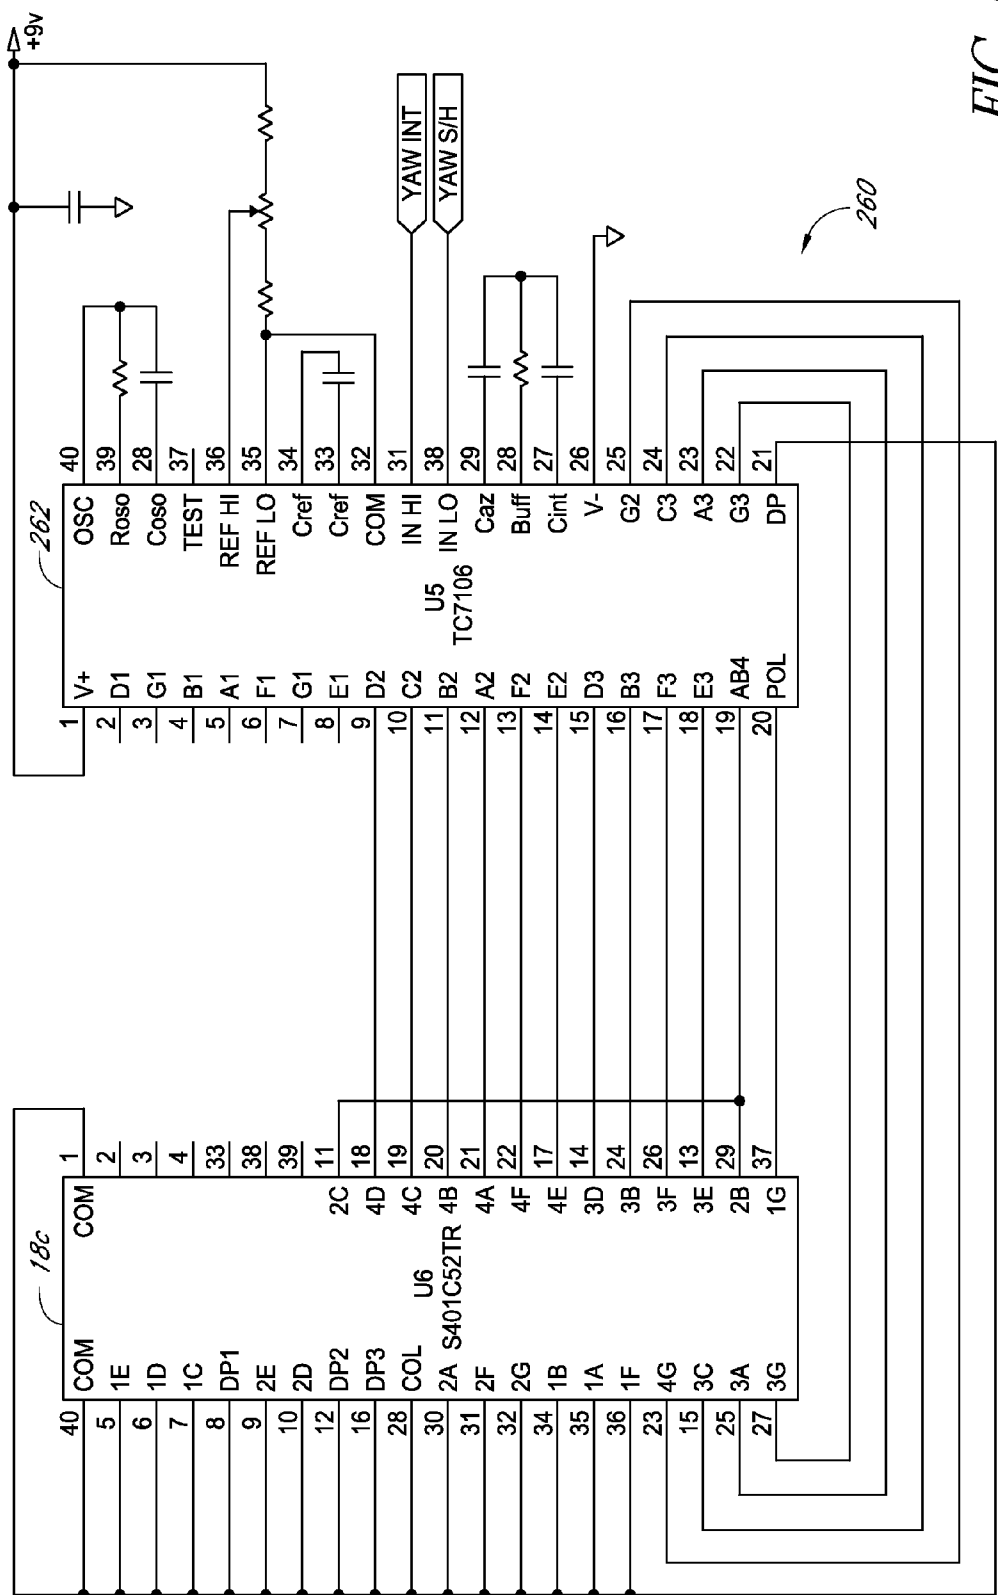 +9v
18c 262
40 COM COM 1 1 V+ OSC 40
5 1E 2 2 D1 Roso 39
6 1D 3 3 G1 Coso 28
7 1C 4 4 B1 TEST 37
8 DP1 33 5 A1 REF HI 36
9 2E 38 6 F1 REF LO 35
10 2D 39 7 G1 Cref 34
12 DP2 2C 11 8 E1 Cref 33
16 DP3 4D 18 9 D2 COM 32
28 COL 4C 19 10 C2 IN HI 31 YAW INT
U6 U5
30 2A 4B 20 11 B2 IN LO 38 YAW S/H
S401C52TR TC7106
31 2F 4A 21 12 A2 Caz 29
32 2G 4F 22 13 F2 Buff 28
34 1B 4E 17 14 E2 Cint 27
35 1A 3D 14 15 D3 V- 26
36 1F 3B 24 16 B3 G2 25
23 4G 3F 26 17 F3 C3 24
15 3C 3E 13 18 E3 A3 23
25 3A 2B 29 19 AB4 G3 22
27 3G 1G 37 20 POL DP 21
260
FIG